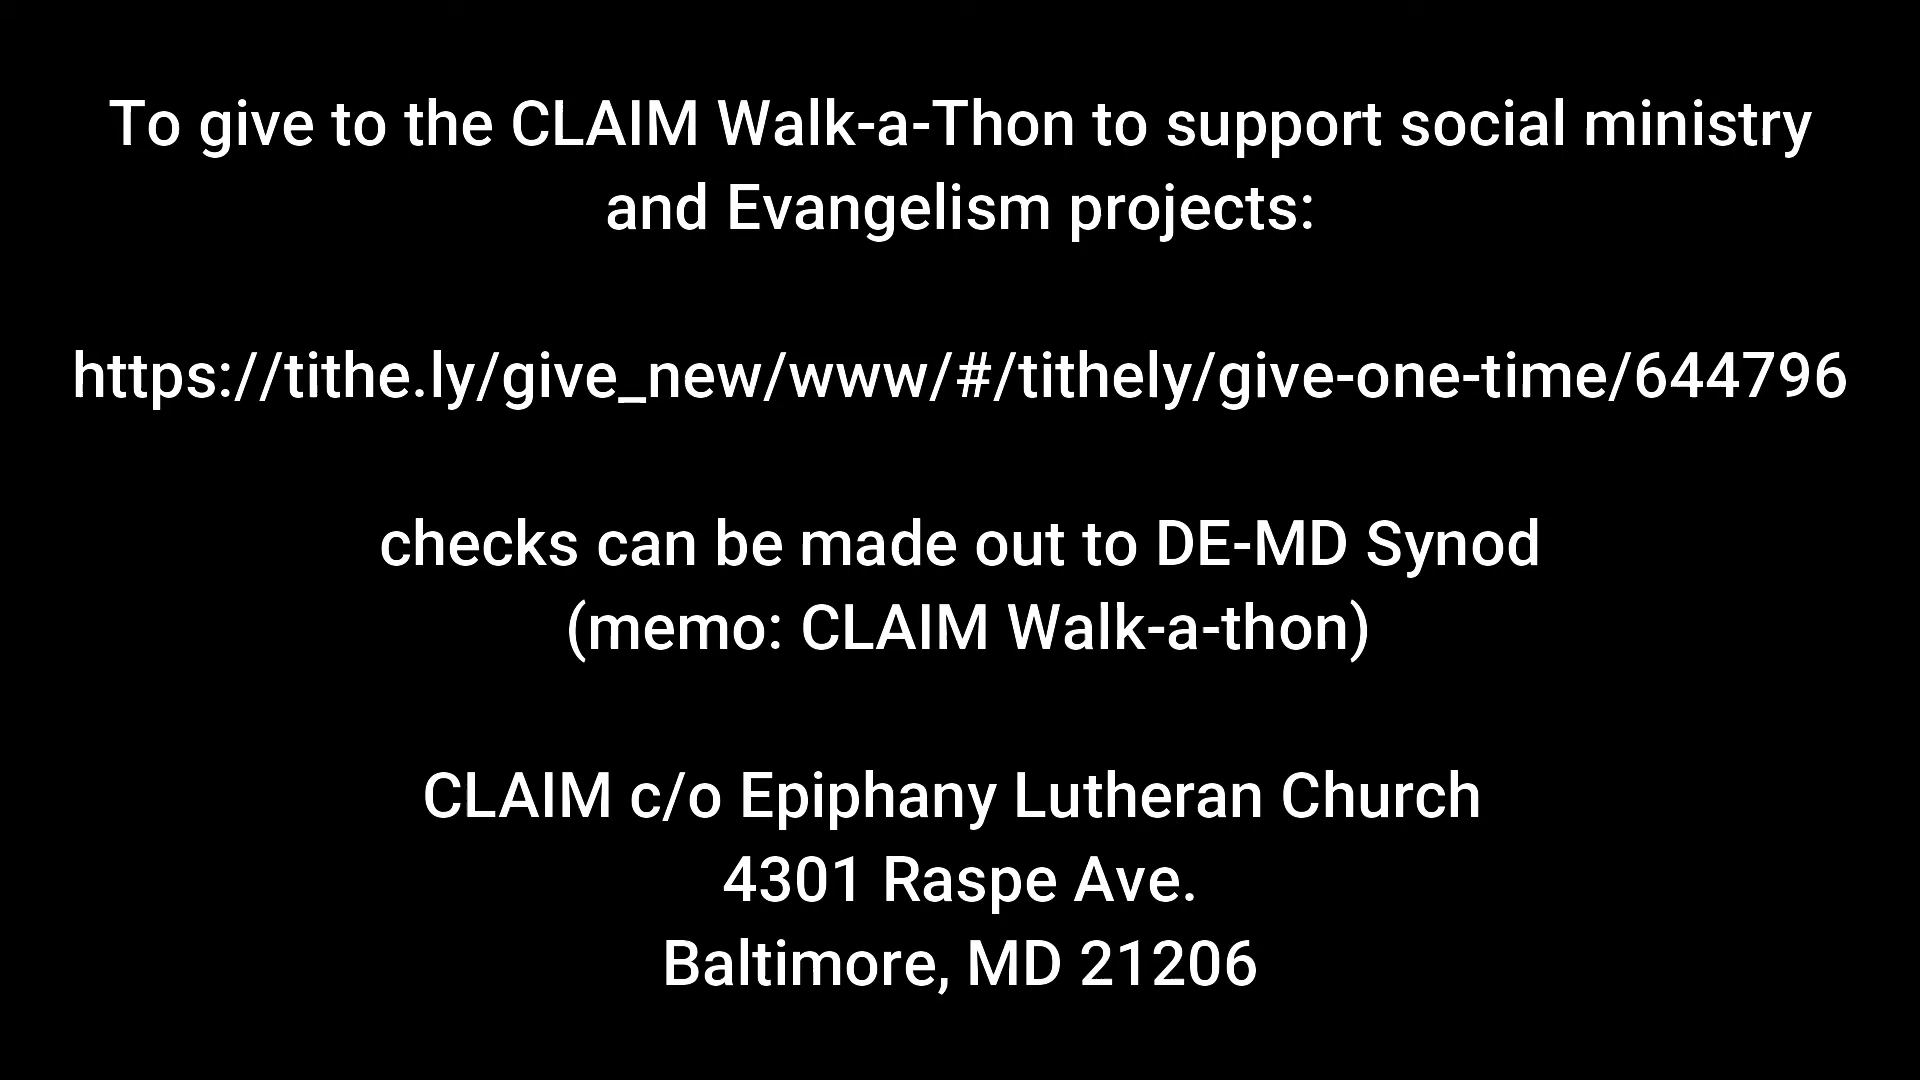 To give to the CLAIM Walk-a-Thon to support social ministry
and Evangelism projects:
https://tithe.ly/give_new/www/#/tithely/give-one-time/644796
checks can be made out to DE-MD Synod
(memo: CLAIM Walk-a-thon)
CLAIM c/o Epiphany Lutheran Church
4301 Raspe Ave.
Baltimore, MD 21206